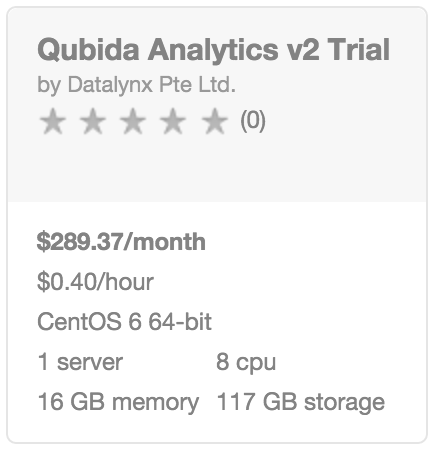 Qubida Analytics v2 Trial
by Datalynx Pte Ltd.
(0)
$289.37/month
$0.40/hour
CentOS 6 64-bit
1 server 8 cpu
16 GB memory 117 GB storage